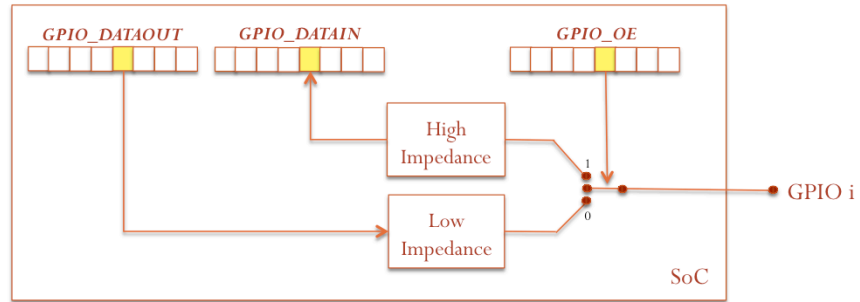 GPIO_DATAOUT
GPIO_DATAIN
GPIO_OE
High
Impedance
1
GPIO i
0
Low
Impedance
SoC